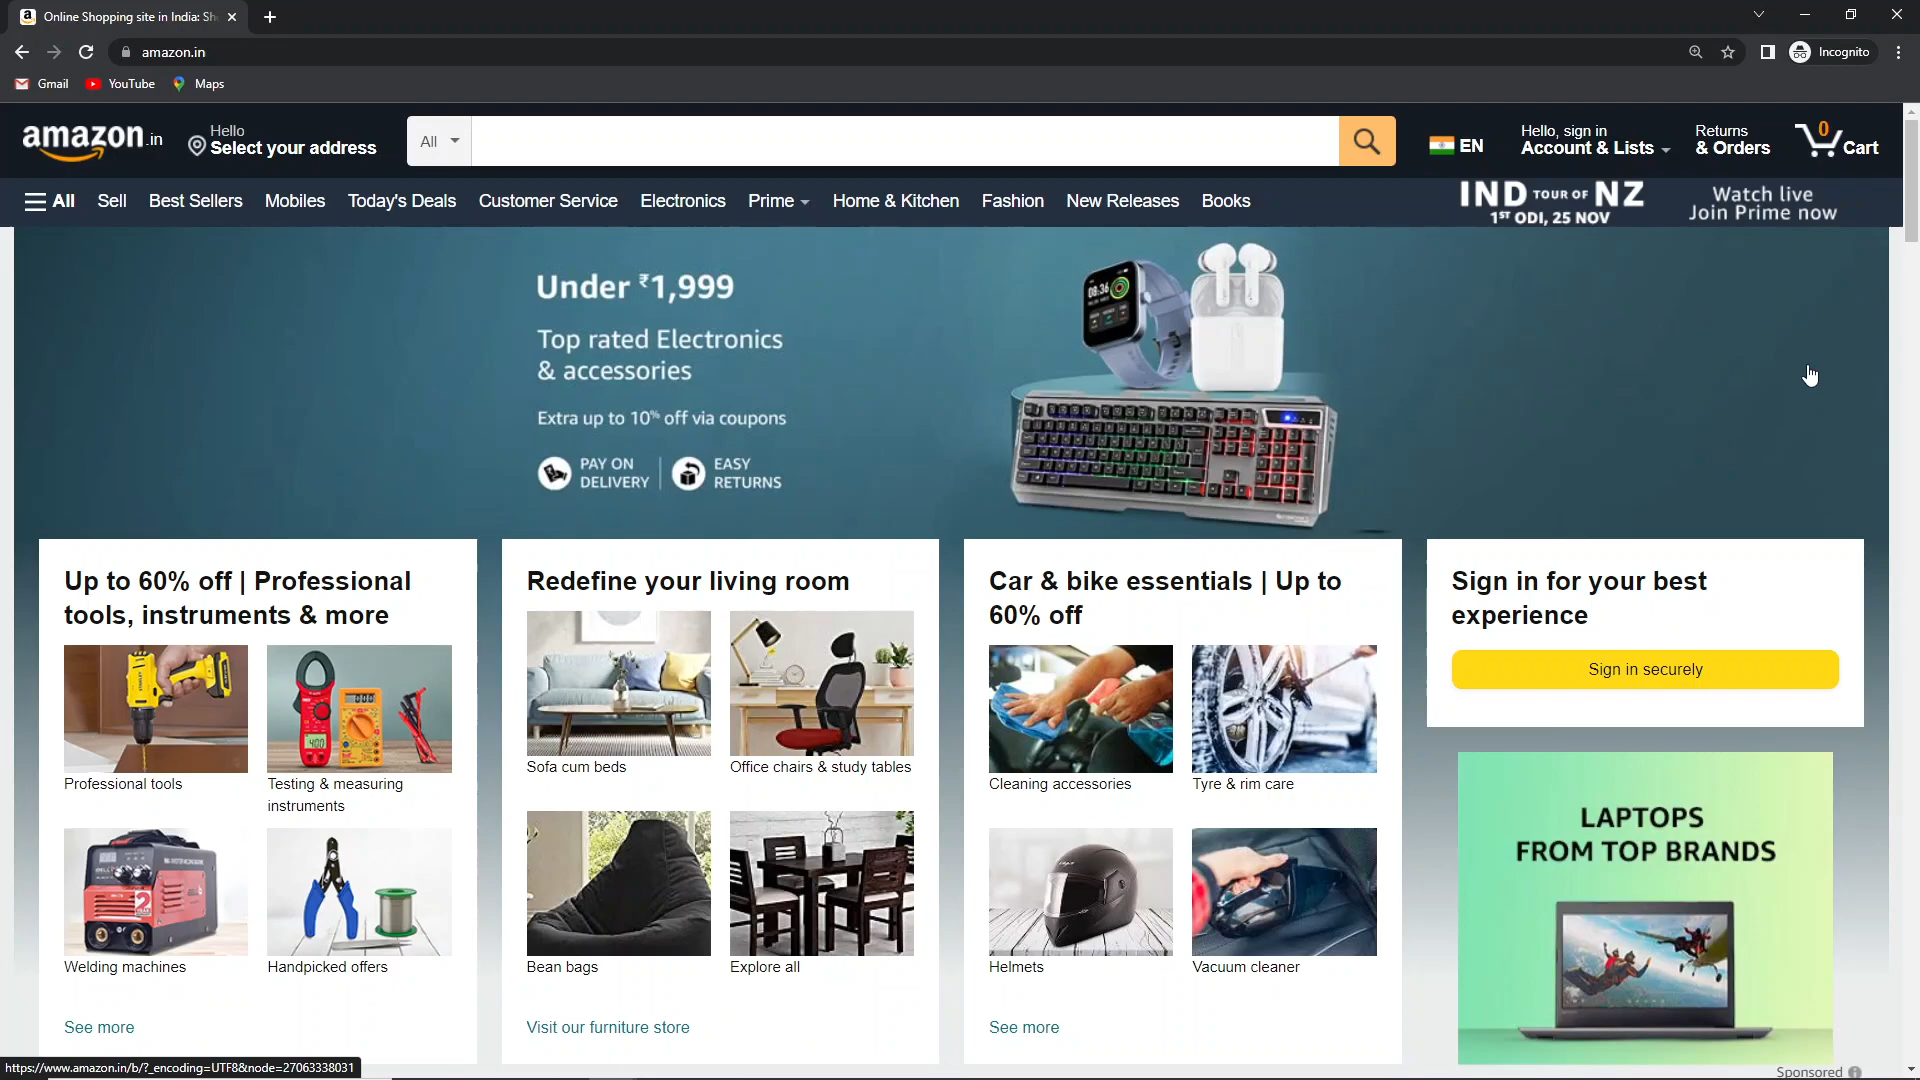 Online Shopping site in India: Sh
amazon.in
Incognito
Gmail
YouTube
Maps
amazon.in
Hello
Select your address
All
EN
Hello, sign in
Account & Lists
Returns
& Orders
0
Cart
All
Sell
Best Sellers
Mobiles
Today's Deals
Customer Service
Electronics
Prime
Home & Kitchen
Fashion
New Releases
Books
IND TOUR OF NZ
1ST ODI, 25 NOV
Watch live
Join Prime now
Under ₹1,999
Top rated Electronics
& accessories
Extra up to 10% off via coupons
PAY ON
DELIVERY
EASY
RETURNS
08:36
Up to 60% off | Professional
tools, instruments & more
Professional tools
Testing & measuring
instruments
Welding machines
Handpicked offers
See more
Redefine your living room
Sofa cum beds
Office chairs & study tables
Bean bags
Explore all
Visit our furniture store
Car & bike essentials | Up to
60% off
Cleaning accessories
Tyre & rim care
Helmets
Vacuum cleaner
See more
Sign in for your best
experience
Sign in securely
LAPTOPS
FROM TOP BRANDS
Sponsored
https://www.amazon.in/b/?_encoding=UTF8&node=27063338031